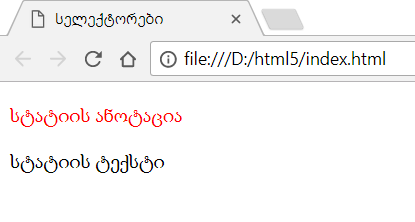 სელექტორები
file:///D:/html5/index.html
სტატიის ანოტაცია
სტატიის ტექსტი